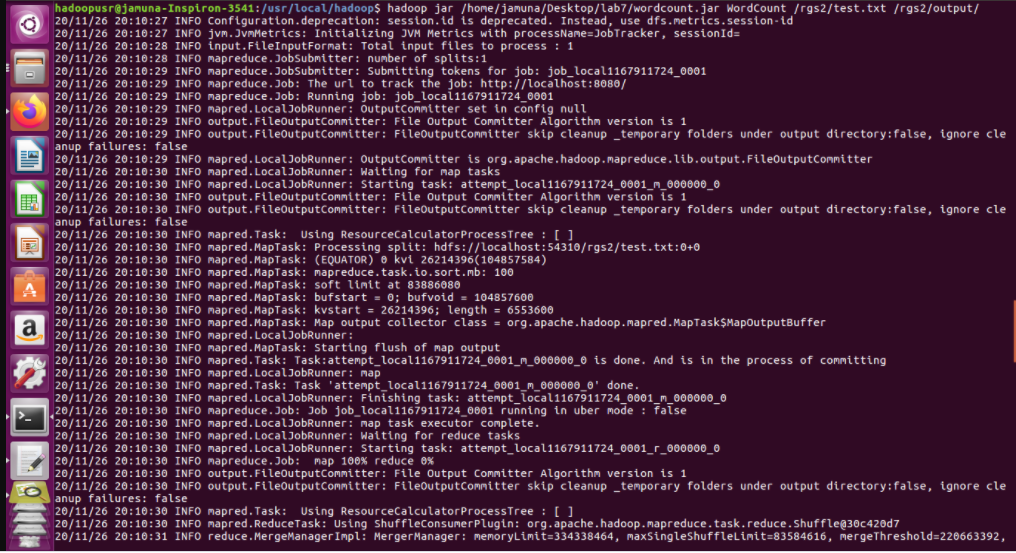 hadoopusr@jamuna-Inspiron-3541:/usr/local/hadoop$ hadoop jar /home/jamuna/Desktop/lab7/wordcount.jar WordCount /rgs2/test.txt /rgs2/output/
20/11/26 20:10:27 INFO Configuration.deprecation: session.id is deprecated. Instead, use dfs.metrics.session-id
20/11/26 20:10:27 INFO jvm.JvmMetrics: Initializing JVM Metrics with processName=JobTracker, sessionId=
20/11/26 20:10:28 INFO input.FileInputFormat: Total input files to process : 1
20/11/26 20:10:28 INFO mapreduce.JobSubmitter: number of splits:1
20/11/26 20:10:29 INFO mapreduce.JobSubmitter: Submitting tokens for job: job_local1167911724_0001
20/11/26 20:10:29 INFO mapreduce.Job: The url to track the job: http://localhost:8080/
20/11/26 20:10:29 INFO mapreduce.Job: Running job: job_local1167911724_0001
20/11/26 20:10:29 INFO mapred.LocalJobRunner: OutputCommitter set in config null
20/11/26 20:10:29 INFO output.FileOutputCommitter: File Output Committer Algorithm version is 1
20/11/26 20:10:29 INFO output.FileOutputCommitter: FileOutputCommitter skip cleanup _temporary folders under output directory:false, ignore cle
anup failures: false
20/11/26 20:10:29 INFO mapred.LocalJobRunner: OutputCommitter is org.apache.hadoop.mapreduce.lib.output.FileOutputCommitter
20/11/26 20:10:29 INFO mapred.LocalJobRunner: Waiting for map tasks
20/11/26 20:10:29 INFO mapred.LocalJobRunner: Starting task: attempt_local1167911724_0001_m_000000_0
20/11/26 20:10:30 INFO output.FileOutputCommitter: File Output Committer Algorithm version is 1
20/11/26 20:10:30 INFO output.FileOutputCommitter: FileOutputCommitter skip cleanup _temporary folders under output directory:false, ignore cle
anup failures: false
20/11/26 20:10:30 INFO mapred.Task:  Using ResourceCalculatorProcessTree : [ ]
20/11/26 20:10:30 INFO mapred.MapTask: Processing split: hdfs://localhost:54310/rgs2/test.txt:0+0
20/11/26 20:10:30 INFO mapred.MapTask: (EQUATOR) 0 kvi 26214396(104857584)
20/11/26 20:10:30 INFO mapred.MapTask: mapreduce.task.io.sort.mb: 100
20/11/26 20:10:30 INFO mapred.MapTask: soft limit at 83886080
20/11/26 20:10:30 INFO mapred.MapTask: bufstart = 0; bufvoid = 104857600
20/11/26 20:10:30 INFO mapred.MapTask: kvstart = 26214396; length = 6553600
20/11/26 20:10:30 INFO mapred.MapTask: Map output collector class = org.apache.hadoop.mapred.MapTask$MapOutputBuffer
20/11/26 20:10:30 INFO mapred.LocalJobRunner:
20/11/26 20:10:30 INFO mapred.MapTask: Starting flush of map output
20/11/26 20:10:30 INFO mapred.Task: Task:attempt_local1167911724_0001_m_000000_0 is done. And is in the process of committing
20/11/26 20:10:30 INFO mapred.LocalJobRunner: map
20/11/26 20:10:30 INFO mapred.Task: Task 'attempt_local1167911724_0001_m_000000_0' done.
20/11/26 20:10:30 INFO mapred.LocalJobRunner: Finishing task: attempt_local1167911724_0001_m_000000_0
20/11/26 20:10:30 INFO mapreduce.Job: Job job_local1167911724_0001 running in uber mode : false
20/11/26 20:10:30 INFO mapred.LocalJobRunner: map task executor complete.
20/11/26 20:10:30 INFO mapred.LocalJobRunner: Waiting for reduce tasks
20/11/26 20:10:30 INFO mapred.LocalJobRunner: Starting task: attempt_local1167911724_0001_r_000000_0
20/11/26 20:10:30 INFO mapreduce.Job:  map 100% reduce 0%
20/11/26 20:10:30 INFO output.FileOutputCommitter: File Output Committer Algorithm version is 1
20/11/26 20:10:30 INFO output.FileOutputCommitter: FileOutputCommitter skip cleanup _temporary folders under output directory:false, ignore cle
anup failures: false
20/11/26 20:10:30 INFO mapred.Task:  Using ResourceCalculatorProcessTree : [ ]
20/11/26 20:10:30 INFO mapred.ReduceTask: Using ShuffleConsumerPlugin: org.apache.hadoop.mapreduce.task.reduce.Shuffle@30c420d7
20/11/26 20:10:31 INFO reduce.MergeManagerImpl: MergerManager: memoryLimit=334338464, maxSingleShuffleLimit=83584616, mergeThreshold=220663392,